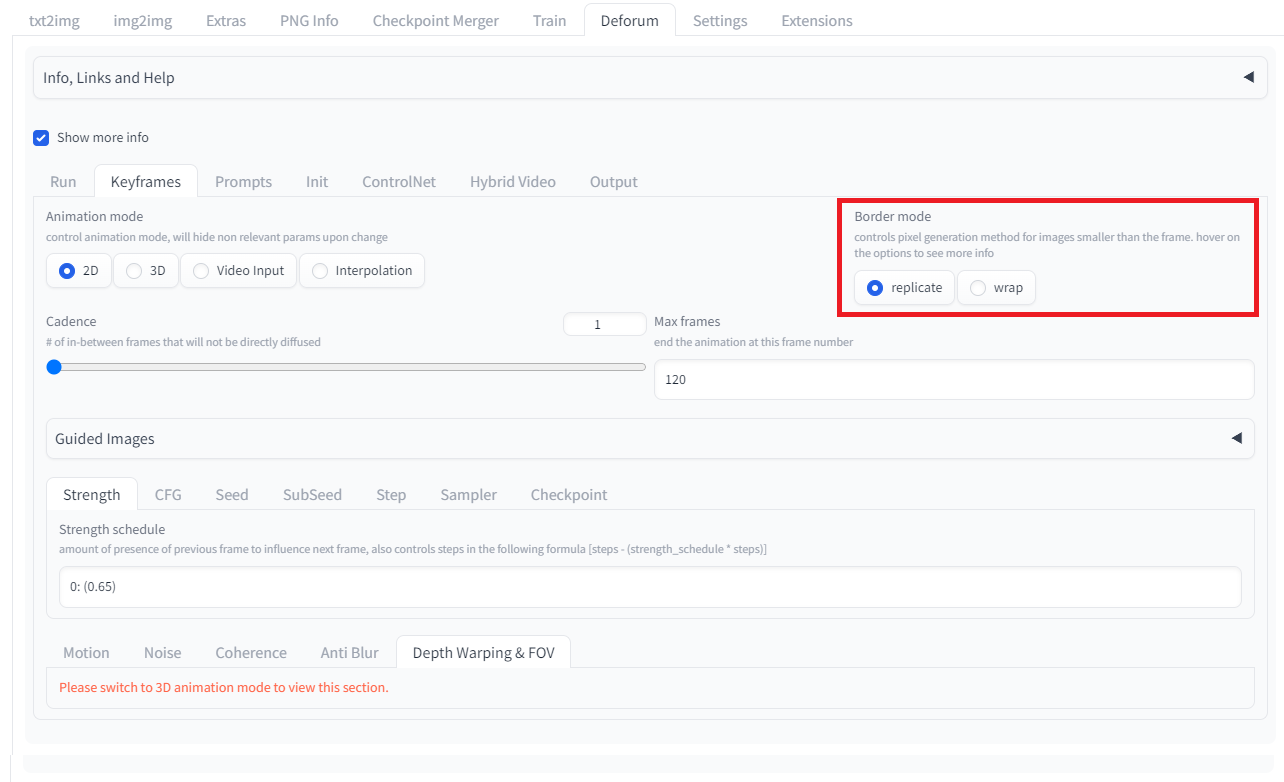 txt2img img2img Extras PNG Info Checkpoint Merger Train Deforum Settings Extensions
Info, Links and Help
Show more info
Run Keyframes Prompts Init ControlNet Hybrid Video Output
Animation mode
control animation mode, will hide non relevant params upon change
2D 3D Video Input Interpolation
Border mode
controls pixel generation method for images smaller than the frame. hover on
the options to see more info
replicate wrap
Cadence
# of in-between frames that will not be directly diffused
1
Max frames
end the animation at this frame number
120
Guided Images
Strength CFG Seed SubSeed Step Sampler Checkpoint
Strength schedule
amount of presence of previous frame to influence next frame, also controls steps in the following formula [steps - (strength_schedule * steps)]
0: (0.65)
Motion Noise Coherence Anti Blur Depth Warping & FOV
Please switch to 3D animation mode to view this section.